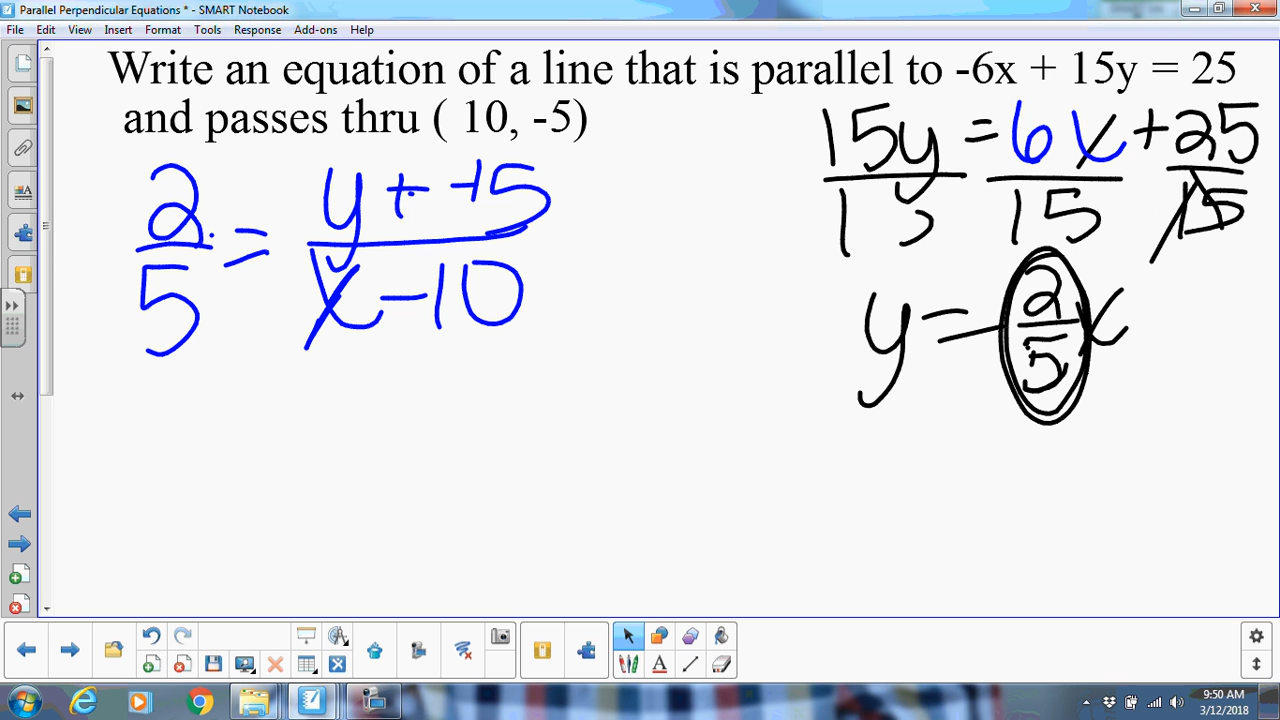 Parallel Perpendicular Equations * - SMART Notebook
File Edit View Insert Format Tools Response Add-ons Help
Write an equation of a line that is parallel to -6x + 15y = 25
and passes thru ( 10, -5)
15y = 6x + 25
15 15 15
2 = y + +5
5 x - 10
y = 2 x
5
9:50 AM
3/12/2018